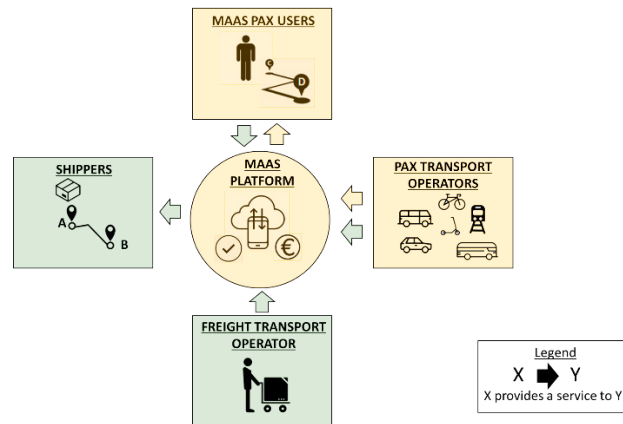 MAAS PAX USERS
C
D
SHIPPERS
A
B
MAAS
PLATFORM
€
PAX TRANSPORT
OPERATORS
FREIGHT TRANSPORT
OPERATOR
Legend
X Y
X provides a service to Y